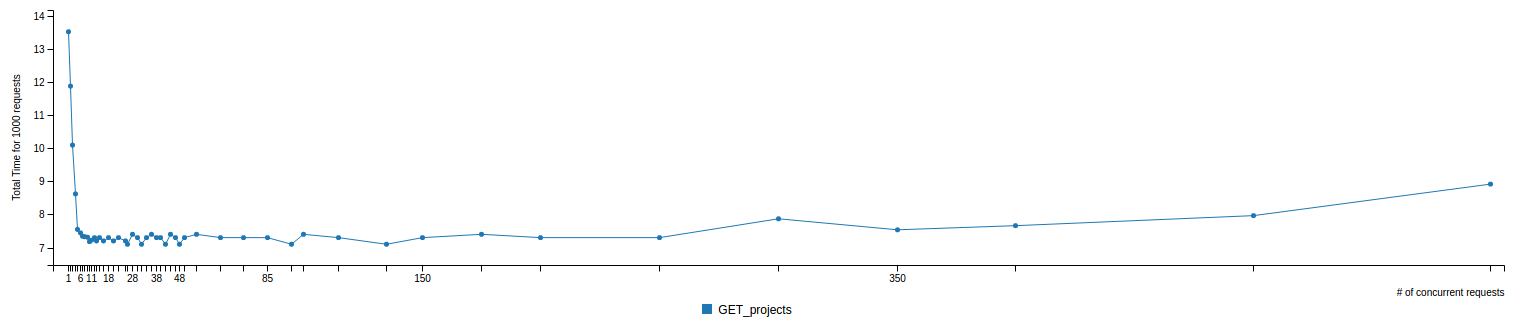 14
13
12
11
10
9
8
7
Total Time for 1000 requests
1 6 11 18 28 38 48 85 150 350
# of concurrent requests
GET_projects